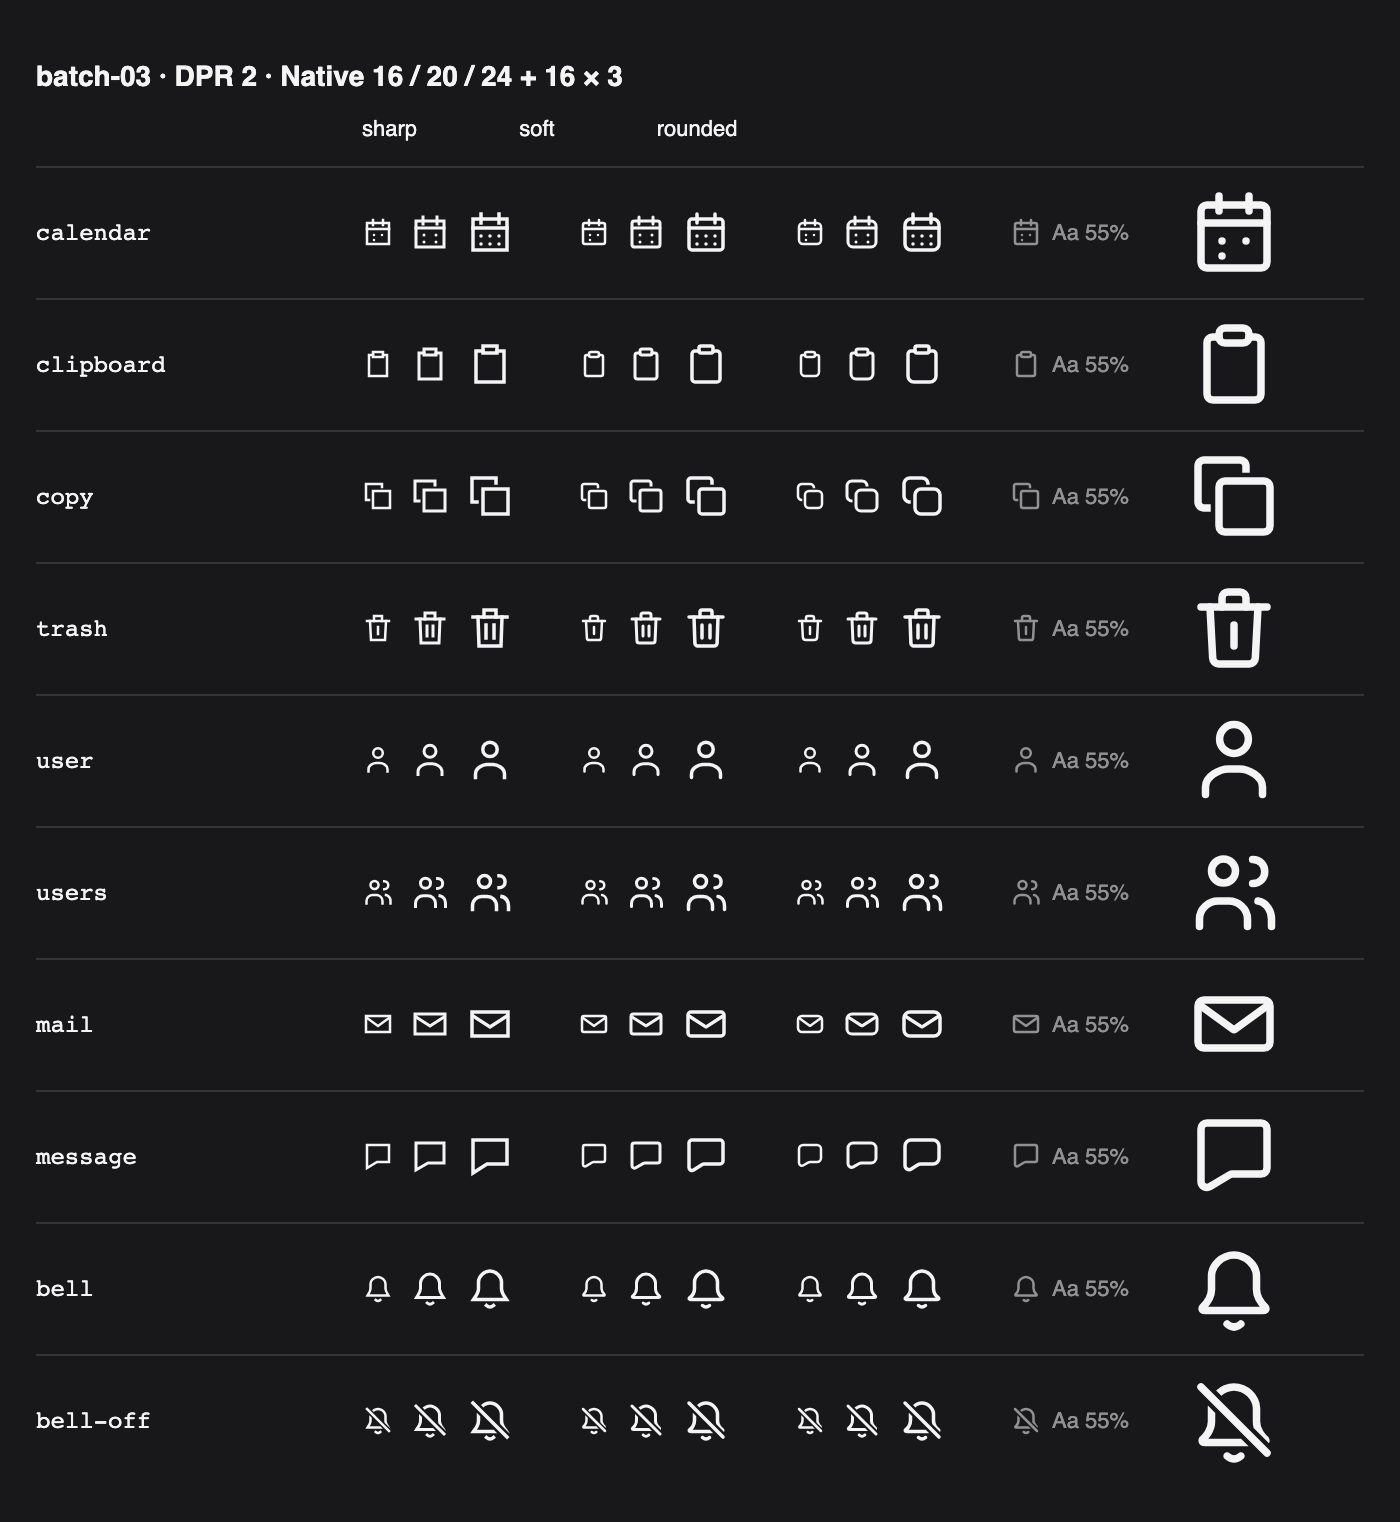 batch-03 · DPR 2 · Native 16 / 20 / 24 + 16 × 3
sharp soft rounded
calendar Aa 55%
clipboard Aa 55%
copy Aa 55%
trash Aa 55%
user Aa 55%
users Aa 55%
mail Aa 55%
message Aa 55%
bell Aa 55%
bell-off Aa 55%